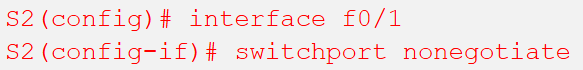 S2(config)# interface f0/1
S2(config-if)# switchport nonegotiate